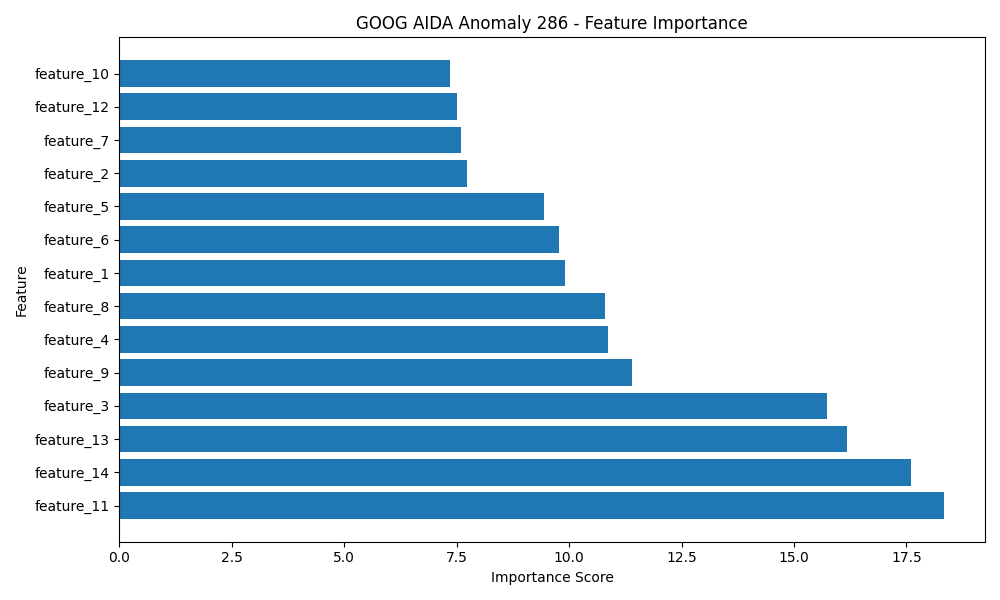 GOOG AIDA Anomaly 286 - Feature Importance
feature_10
feature_12
feature_7
feature_2
feature_5
feature_6
feature_1
feature_8
feature_4
feature_9
feature_3
feature_13
feature_14
feature_11
Feature
0.0 2.5 5.0 7.5 10.0 12.5 15.0 17.5
Importance Score